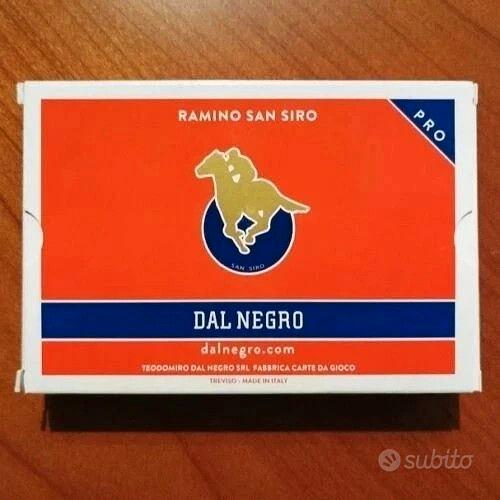 RAMINO SAN SIRO
PRO
SAN SIRO
DAL NEGRO
dalnegro.com
TEODOMIRO DAL NEGRO SRL FABBRICA CARTE DA GIOCO
TREVISO - MADE IN ITALY
subito